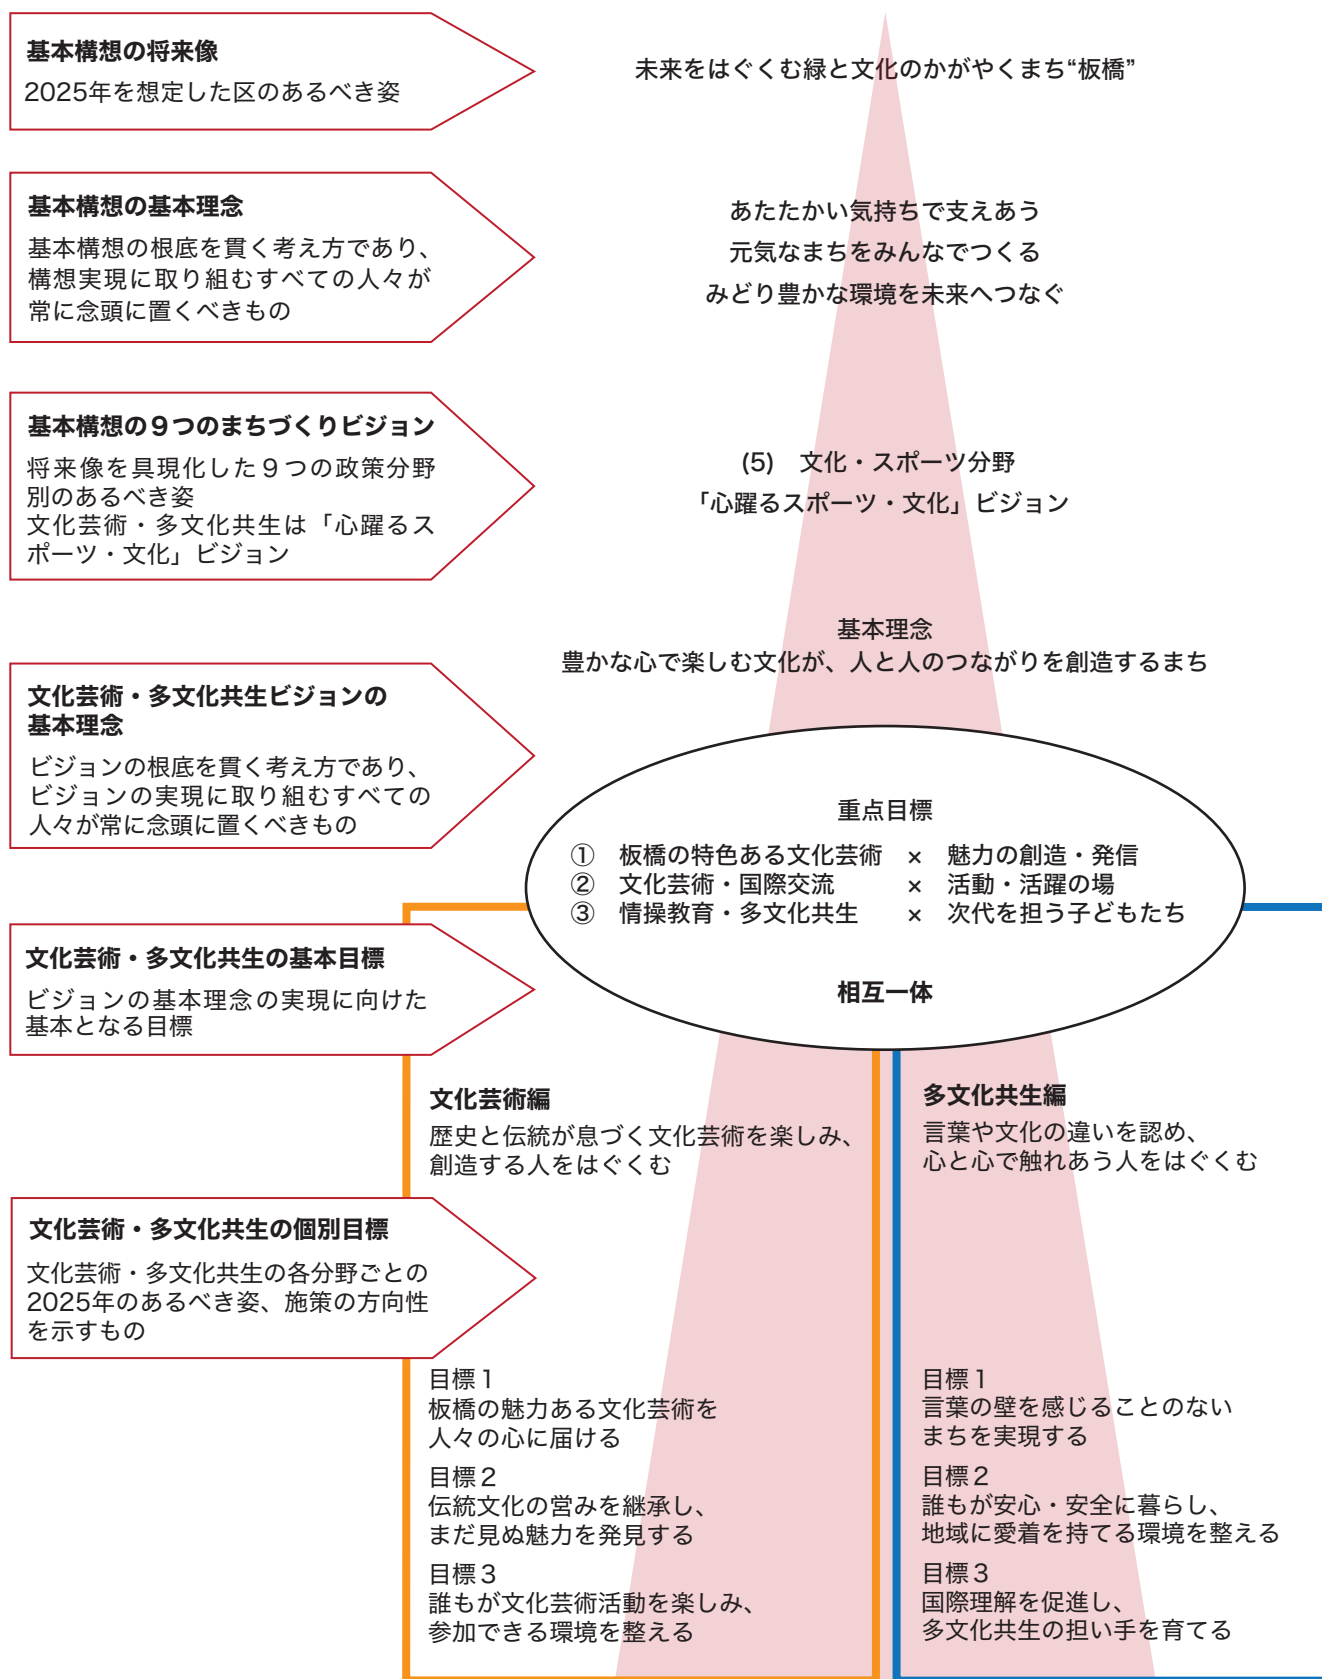 基本構想の将来像
2025年を想定した区のあるべき姿
未来をはぐくむ緑と文化のかがやくまち“板橋”
基本構想の基本理念
基本構想の根底を貫く考え方であり、
構想実現に取り組むすべての人々が
常に念頭に置くべきもの
あたたかい気持ちで支えあう
元気なまちをみんなでつくる
みどり豊かな環境を未来へつなぐ
基本構想の９つのまちづくりビジョン
将来像を具現化した９つの政策分野
別のあるべき姿
文化芸術・多文化共生は「心躍るス
ポーツ・文化」ビジョン
(5)　文化・スポーツ分野
「心躍るスポーツ・文化」ビジョン
基本理念
豊かな心で楽しむ文化が、人と人のつながりを創造するまち
文化芸術・多文化共生ビジョンの
基本理念
ビジョンの根底を貫く考え方であり、
ビジョンの実現に取り組むすべての
人々が常に念頭に置くべきもの
重点目標
①　板橋の特色ある文化芸術　×　魅力の創造・発信
②　文化芸術・国際交流　×　活動・活躍の場
③　情操教育・多文化共生　×　次代を担う子どもたち
相互一体
文化芸術・多文化共生の基本目標
ビジョンの基本理念の実現に向けた
基本となる目標
文化芸術編
歴史と伝統が息づく文化芸術を楽しみ、
創造する人をはぐくむ
多文化共生編
言葉や文化の違いを認め、
心と心で触れあう人をはぐくむ
文化芸術・多文化共生の個別目標
文化芸術・多文化共生の各分野ごとの
2025年のあるべき姿、施策の方向性
を示すもの
目標１
板橋の魅力ある文化芸術を
人々の心に届ける
目標２
伝統文化の営みを継承し、
まだ見ぬ魅力を発見する
目標３
誰もが文化芸術活動を楽しみ、
参加できる環境を整える
目標１
言葉の壁を感じることのない
まちを実現する
目標２
誰もが安心・安全に暮らし、
地域に愛着を持てる環境を整える
目標３
国際理解を促進し、
多文化共生の担い手を育てる